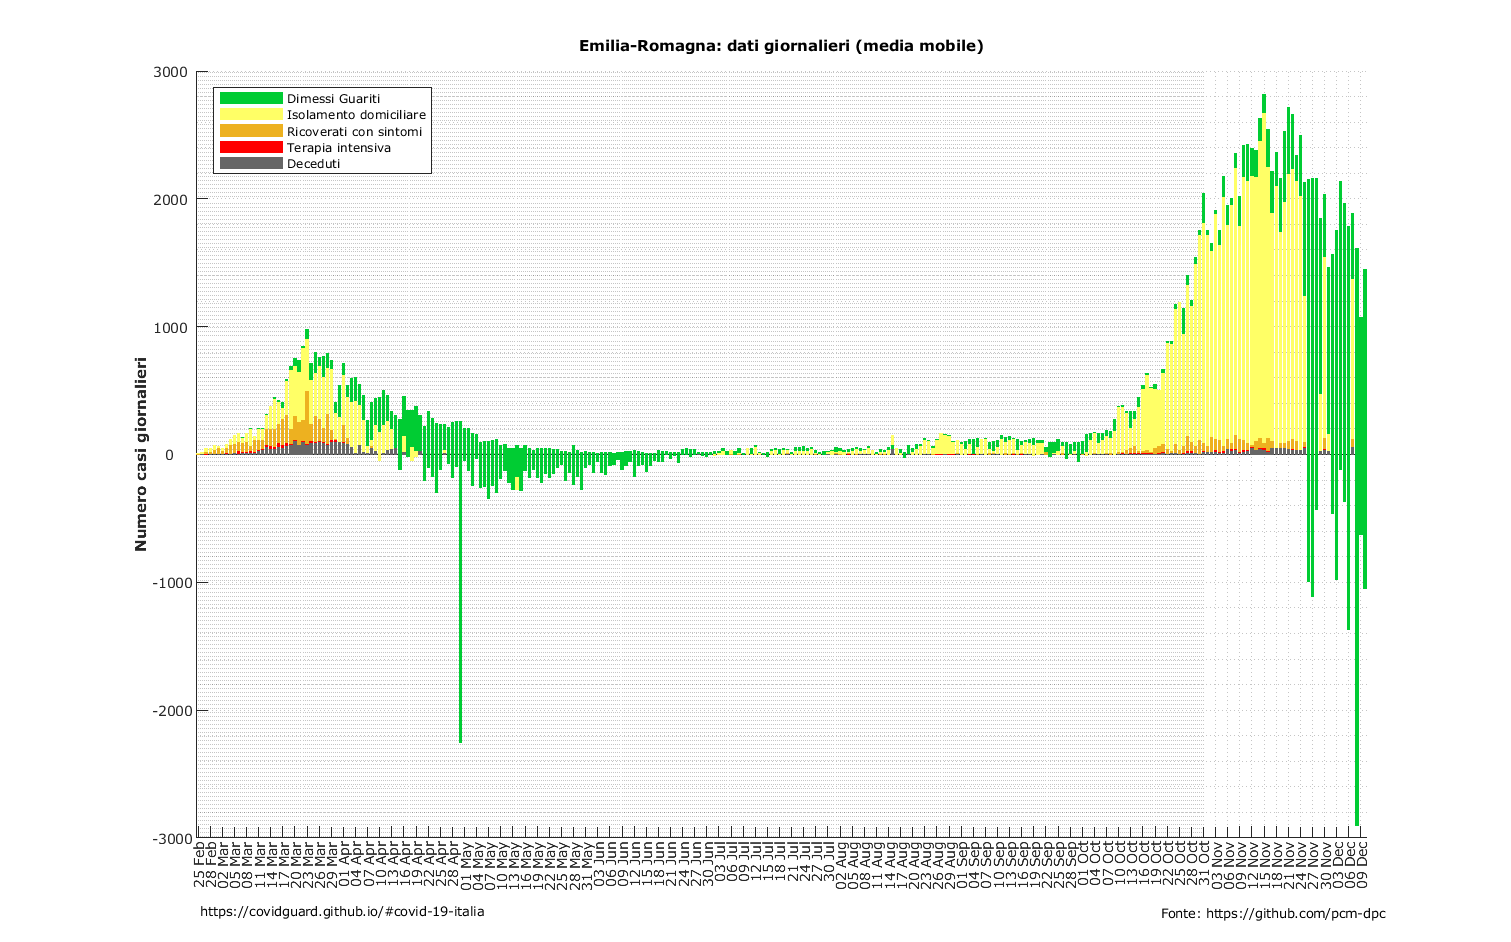 Emilia-Romagna: dati giornalieri (media mobile)
3000
2000
1000
0
-1000
-2000
-3000
Numero casi giornalieri
Dimessi Guariti
Isolamento domiciliare
Ricoverati con sintomi
Terapia intensiva
Deceduti
25 Feb
28 Feb
02 Mar
05 Mar
08 Mar
11 Mar
14 Mar
17 Mar
20 Mar
23 Mar
26 Mar
29 Mar
01 Apr
04 Apr
07 Apr
10 Apr
13 Apr
16 Apr
19 Apr
22 Apr
25 Apr
28 Apr
01 May
04 May
07 May
10 May
13 May
16 May
19 May
22 May
25 May
28 May
31 May
03 Jun
06 Jun
09 Jun
12 Jun
15 Jun
18 Jun
21 Jun
24 Jun
27 Jun
30 Jun
03 Jul
06 Jul
09 Jul
12 Jul
15 Jul
18 Jul
21 Jul
24 Jul
27 Jul
30 Jul
02 Aug
05 Aug
08 Aug
11 Aug
14 Aug
17 Aug
20 Aug
23 Aug
26 Aug
29 Aug
01 Sep
04 Sep
07 Sep
10 Sep
13 Sep
16 Sep
19 Sep
22 Sep
25 Sep
28 Sep
01 Oct
04 Oct
07 Oct
10 Oct
13 Oct
16 Oct
19 Oct
22 Oct
25 Oct
28 Oct
31 Oct
03 Nov
06 Nov
09 Nov
12 Nov
15 Nov
18 Nov
21 Nov
24 Nov
27 Nov
30 Nov
03 Dec
06 Dec
09 Dec
https://covidguard.github.io/#covid-19-italia
Fonte: https://github.com/pcm-dpc